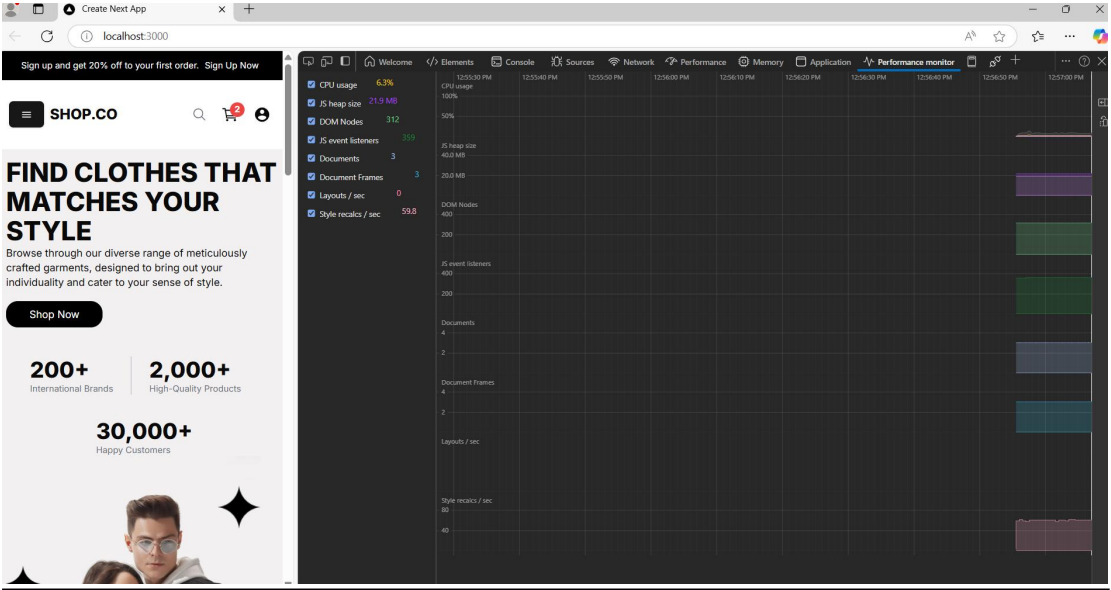 Create Next App
localhost:3000
Sign up and get 20% off to your first order. Sign Up Now
SHOP.CO
2
FIND CLOTHES THAT
MATCHES YOUR
STYLE
Browse through our diverse range of meticulously
crafted garments, designed to bring out your
individuality and cater to your sense of style.
Shop Now
200+
International Brands
2,000+
High-Quality Products
30,000+
Happy Customers
Welcome Elements Console Sources Network Performance Memory Application Performance monitor
CPU usage 6.3%
JS heap size 21.9 MB
DOM Nodes 312
JS event listeners 359
Documents 3
Document Frames 3
Layouts / sec 0
Style recalcs / sec 59.8
12:55:30 PM 12:55:40 PM 12:55:50 PM 12:56:00 PM 12:56:10 PM 12:56:20 PM 12:56:30 PM 12:56:40 PM 12:56:50 PM 12:57:00 PM
CPU usage
100%
50%
JS heap size
40.0 MB
20.0 MB
DOM Nodes
400
200
JS event listeners
400
200
Documents
4
2
Document Frames
4
2
Layouts / sec
Style recalcs / sec
80
40